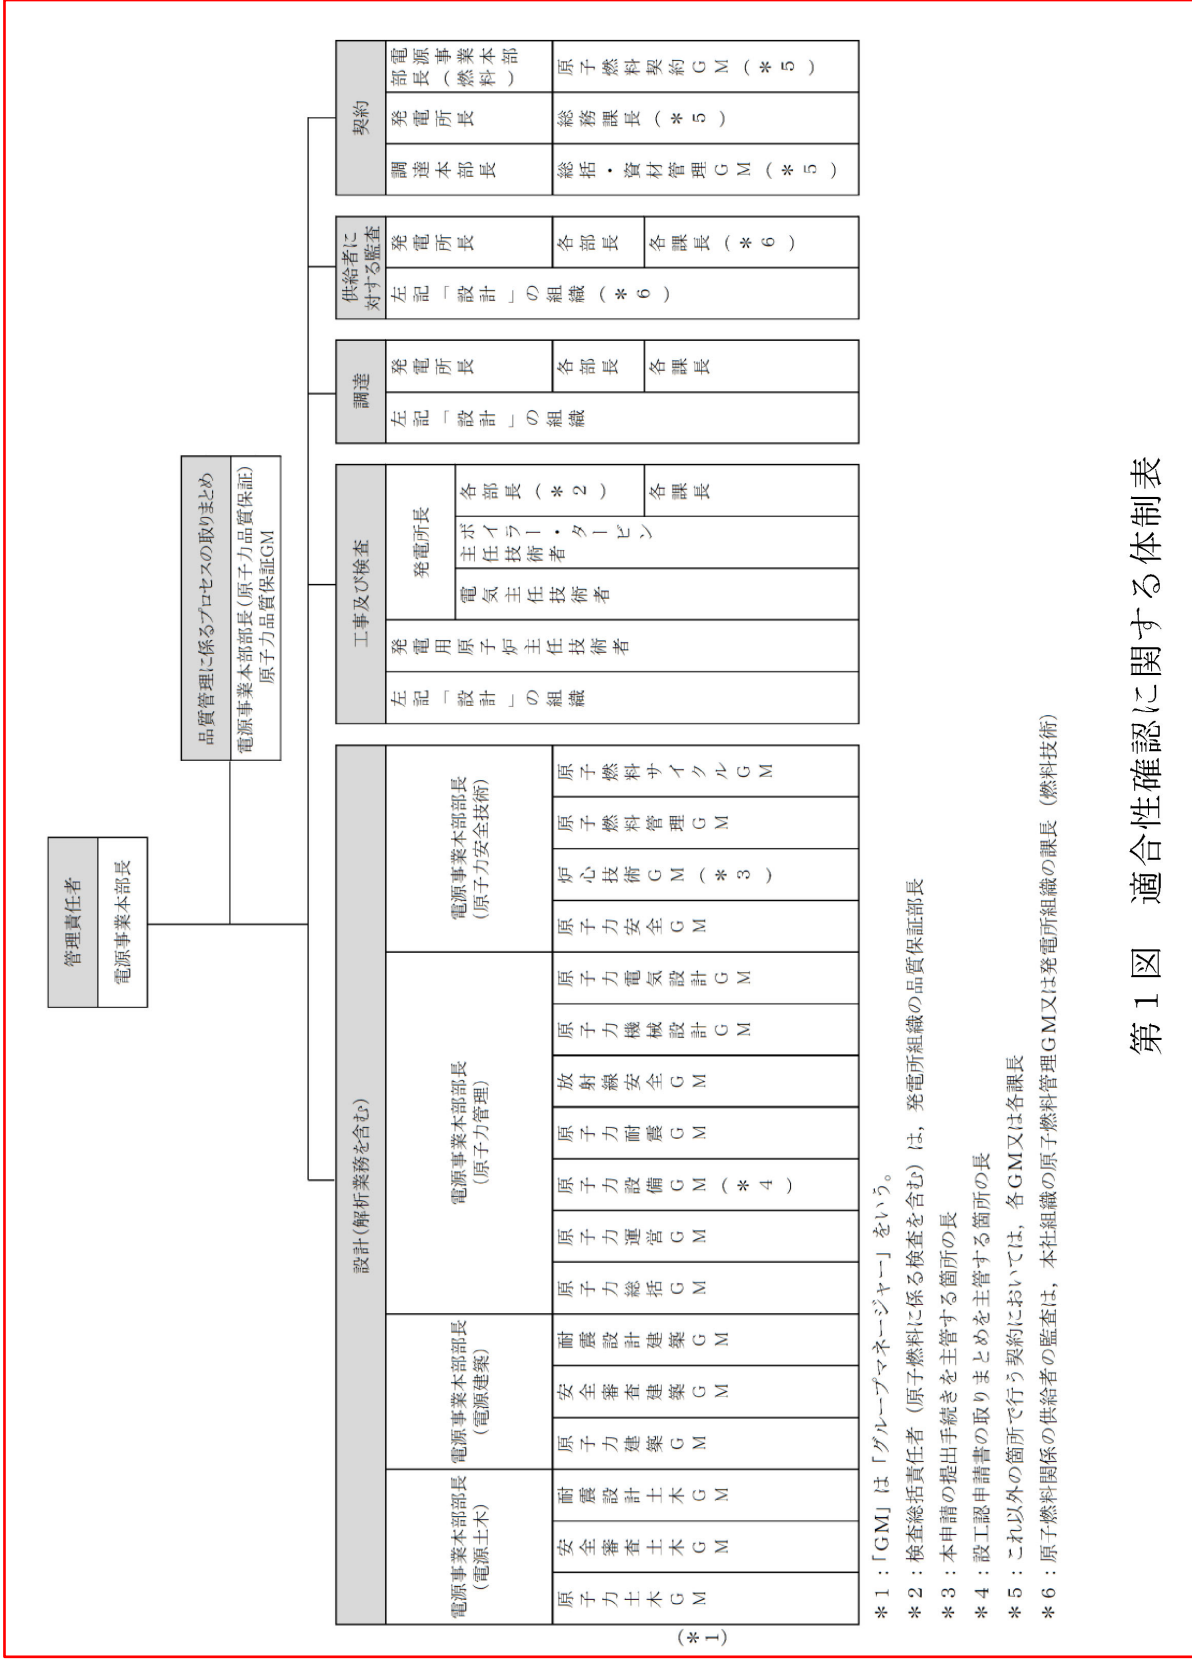 管理責任者
電源事業本部長
品質管理に係るプロセスの取りまとめ
電源事業本部部長(原子力品質保証)
原子力品質保証GM
設計(解析業務を含む)
電源事業本部部長
(電源土木)
原子力土木GM
安全審査土木GM
耐震設計土木GM
電源事業本部部長
(電源建築)
原子力建築GM
安全審査建築GM
耐震設計建築GM
電源事業本部部長
(原子力管理)
原子力総括GM
原子力運営GM
原子力設備GM(*4)
原子力耐震GM
放射線安全GM
原子力機械設計GM
原子力電気設計GM
電源事業本部部長
(原子力安全技術)
原子力安全GM
炉心技術GM(*3)
原子燃料管理GM
原子燃料サイクルGM
(*1)
工事及び検査
左記「設計」の組織
発電用原子炉主任技術者
発電所長
電気主任技術者
ボイラー・タービン
主任技術者
各部長(*2)
各課長
調達
左記「設計」の組織
発電所長
各部長
各課長
供給者に
対する監査
左記「設計」の組織(*6)
発電所長
各部長
各課長(*6)
契約
調達本部長
総括・資材管理GM(*5)
発電所長
総務課長(*5)
電源事業本部
部長(燃料)
原子燃料契約GM(*5)
*1:「GM」は「グループマネージャー」をいう。
*2:検査総括責任者(原子燃料に係る検査を含む)は,発電所組織の品質保証部長
*3:本申請の提出手続きを主管する箇所の長
*4:設工認申請書の取りまとめを主管する箇所の長
*5:これ以外の箇所で行う契約においては,各GM又は各課長
*6:原子燃料関係の供給者の監査は,本社組織の原子燃料管理GM又は発電所組織の課長(燃料技術)
第1図 適合性確認に関する体制表